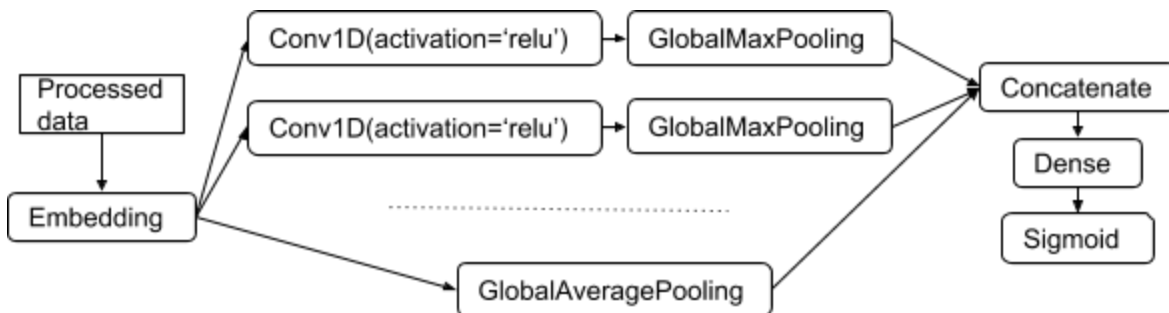 Processed
data
Embedding
Conv1D(activation=‘relu’)
GlobalMaxPooling
Conv1D(activation=‘relu’)
GlobalMaxPooling
GlobalAveragePooling
Concatenate
Dense
Sigmoid